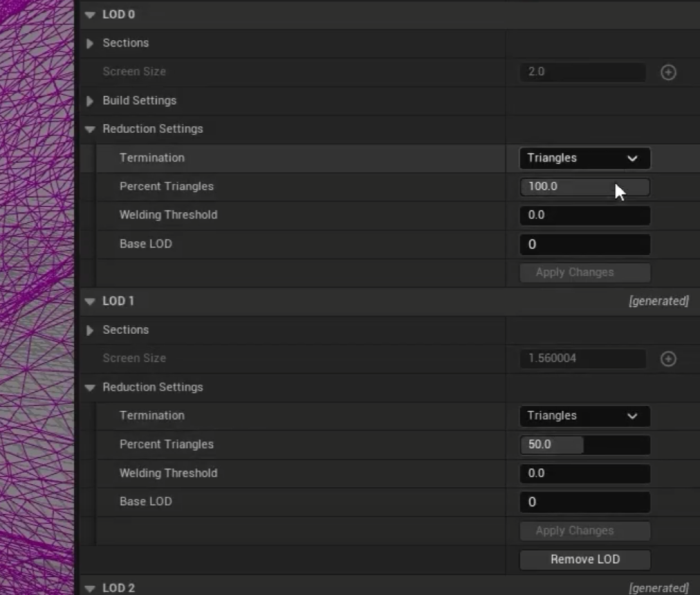 LOD 0
Sections
Screen Size 2.0
Build Settings
Reduction Settings
Termination Triangles
Percent Triangles 100.0
Welding Threshold 0.0
Base LOD 0
Apply Changes
LOD 1 [generated]
Sections
Screen Size 1.560004
Reduction Settings
Termination Triangles
Percent Triangles 50.0
Welding Threshold 0.0
Base LOD 0
Apply Changes
Remove LOD
LOD 2 [generated]